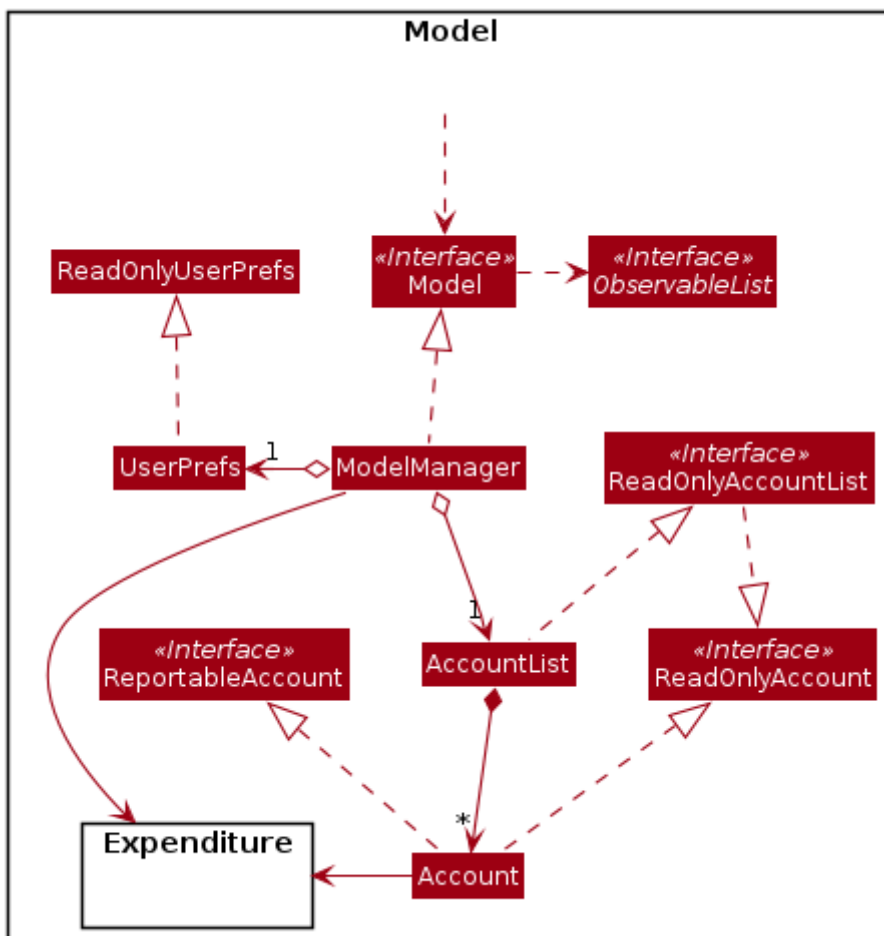 Model
«Interface»
Model
«Interface»
ObservableList
ReadOnlyUserPrefs
UserPrefs
1
ModelManager
«Interface»
ReadOnlyAccountList
1
«Interface»
ReportableAccount
AccountList
«Interface»
ReadOnlyAccount
*
Expenditure
Account